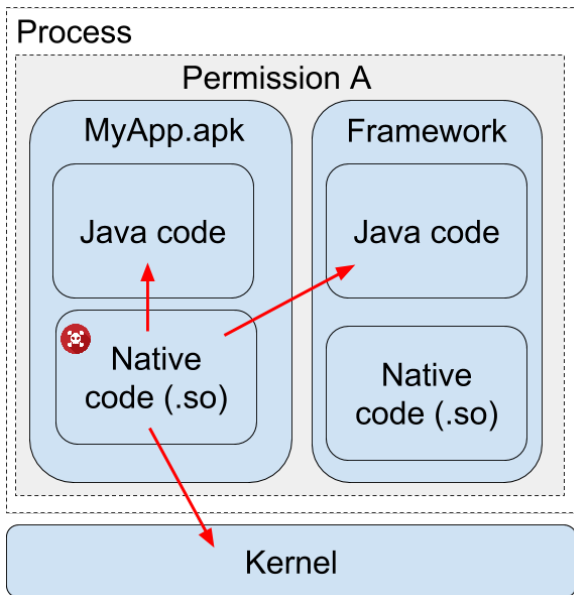 Process
Permission A
MyApp.apk
Framework
Java code
Java code
Native
code (.so)
Native
code (.so)
Kernel